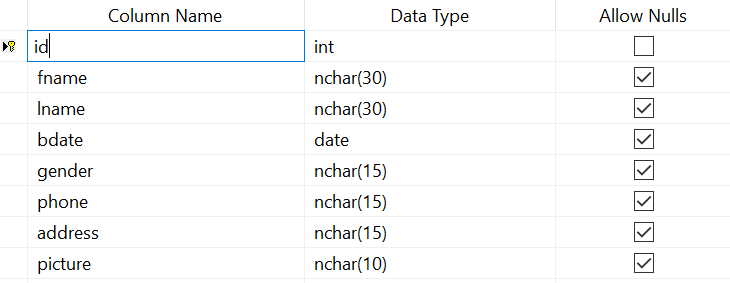 Column Name Data Type Allow Nulls
id int
fname nchar(30)
lname nchar(30)
bdate date
gender nchar(15)
phone nchar(15)
address nchar(15)
picture nchar(10)